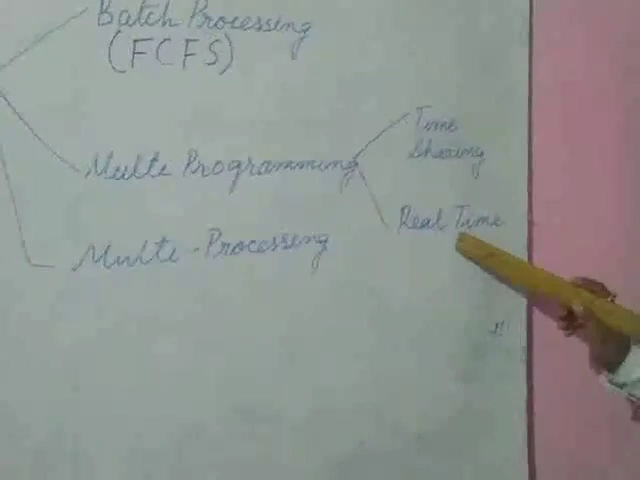 Batch Processing
(FCFS)
Time
Sharing
Multi Programming
Real Time
Multi-Processing